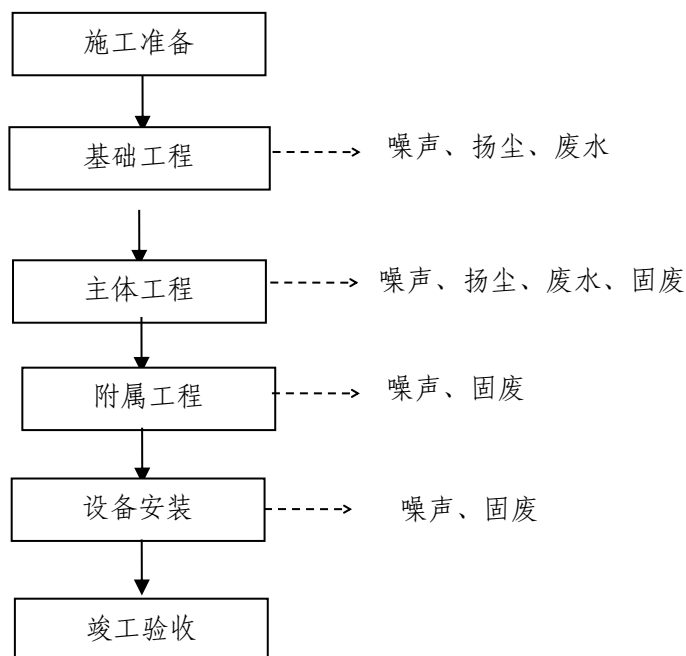 施工准备
基础工程
噪声、扬尘、废水
主体工程
噪声、扬尘、废水、固废
附属工程
噪声、固废
设备安装
噪声、固废
竣工验收